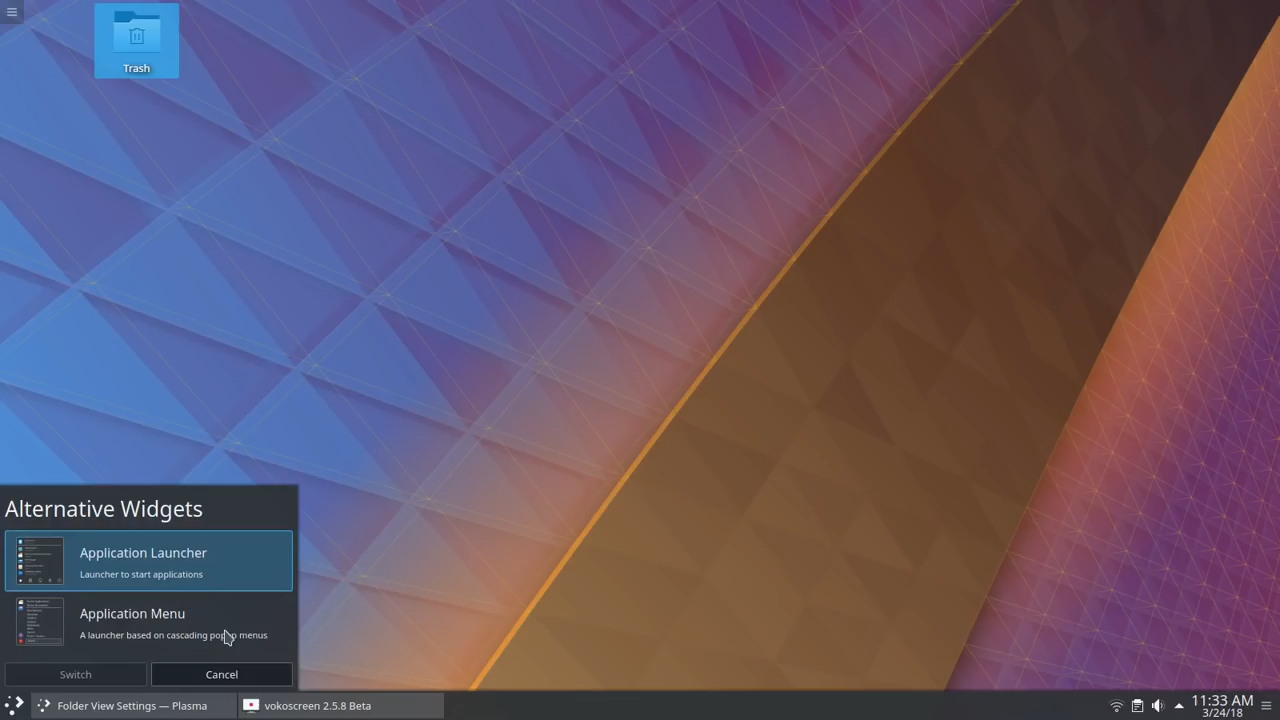 Trash
Alternative Widgets
Application Launcher
Launcher to start applications
Application Menu
A launcher based on cascading popup menus
Switch
Cancel
Folder View Settings — Plasma
vokoscreen 2.5.8 Beta
11:33 AM
3/24/18